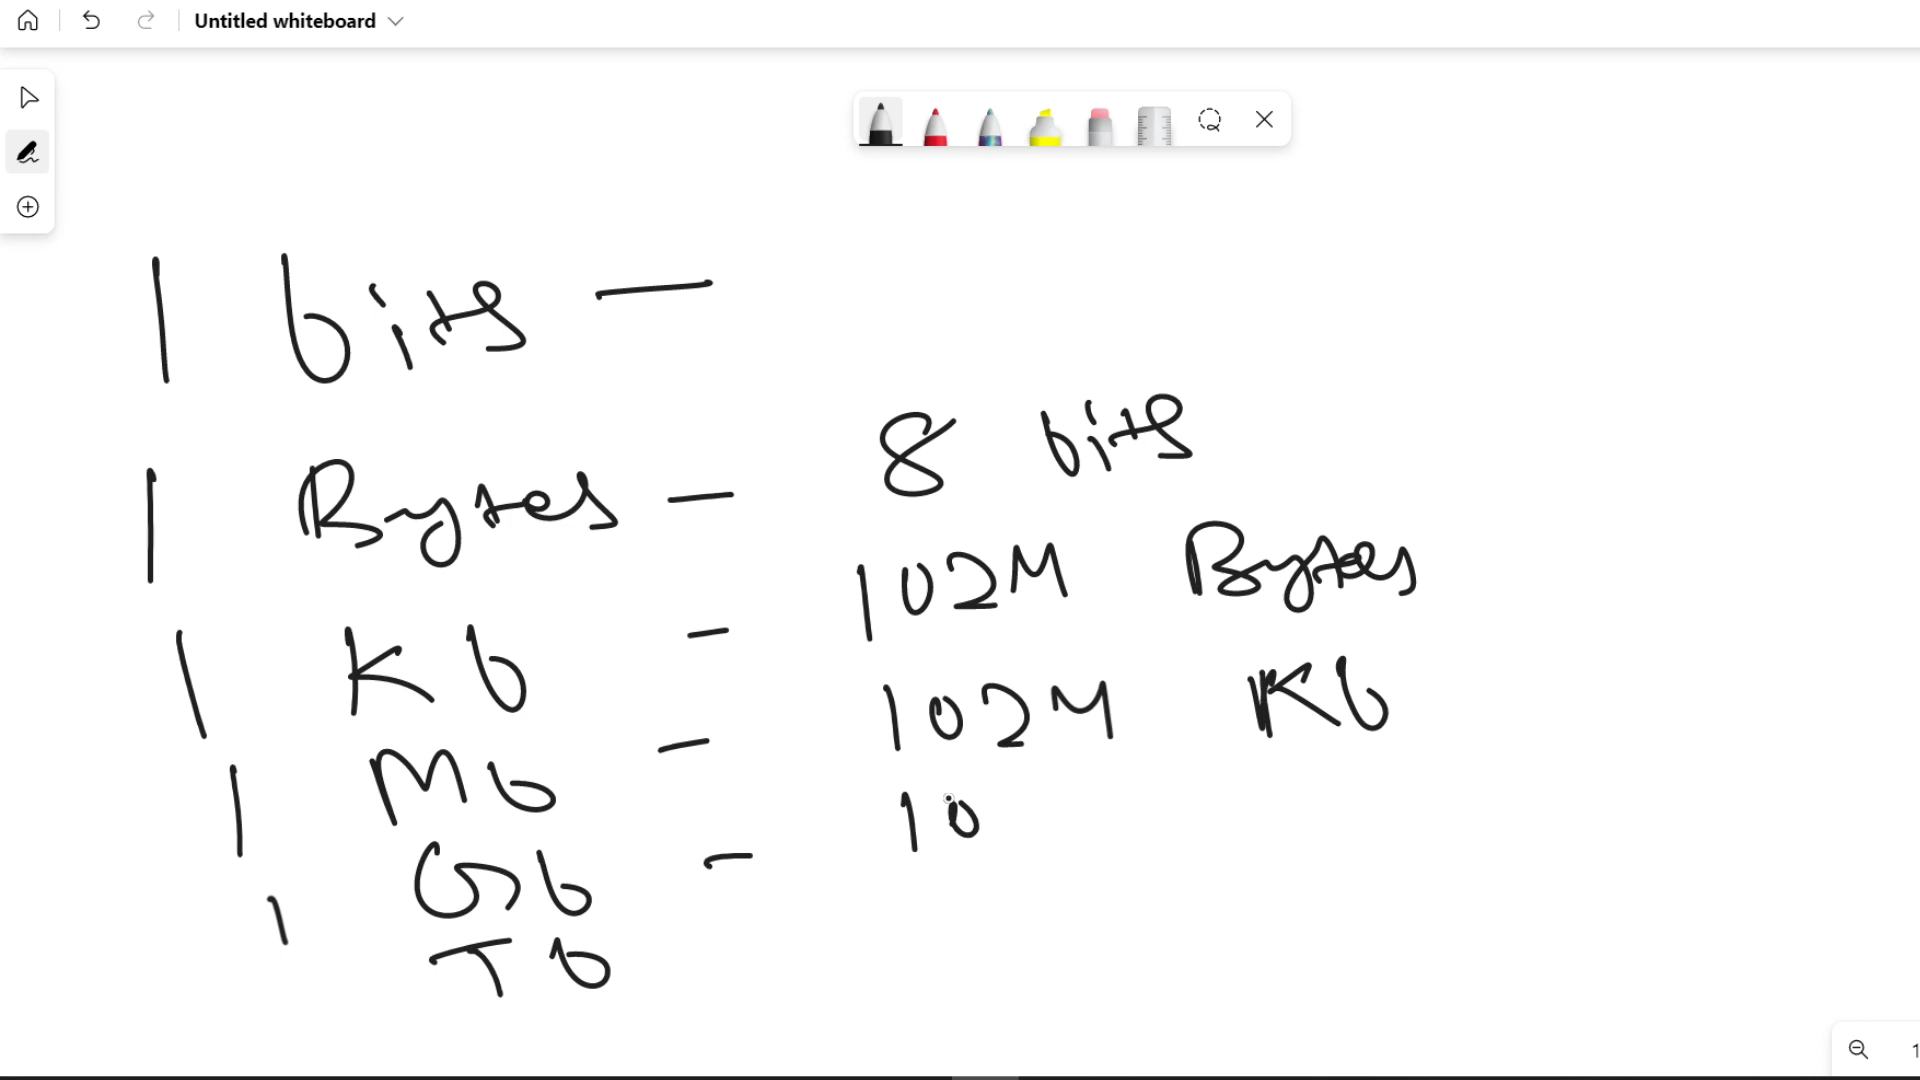 Untitled whiteboard
1 bits —
1 Bytes — 8 bits
1 Kb — 1024 Bytes
1 Mb — 1024 Kb
1 Gb — 10
Tb
1